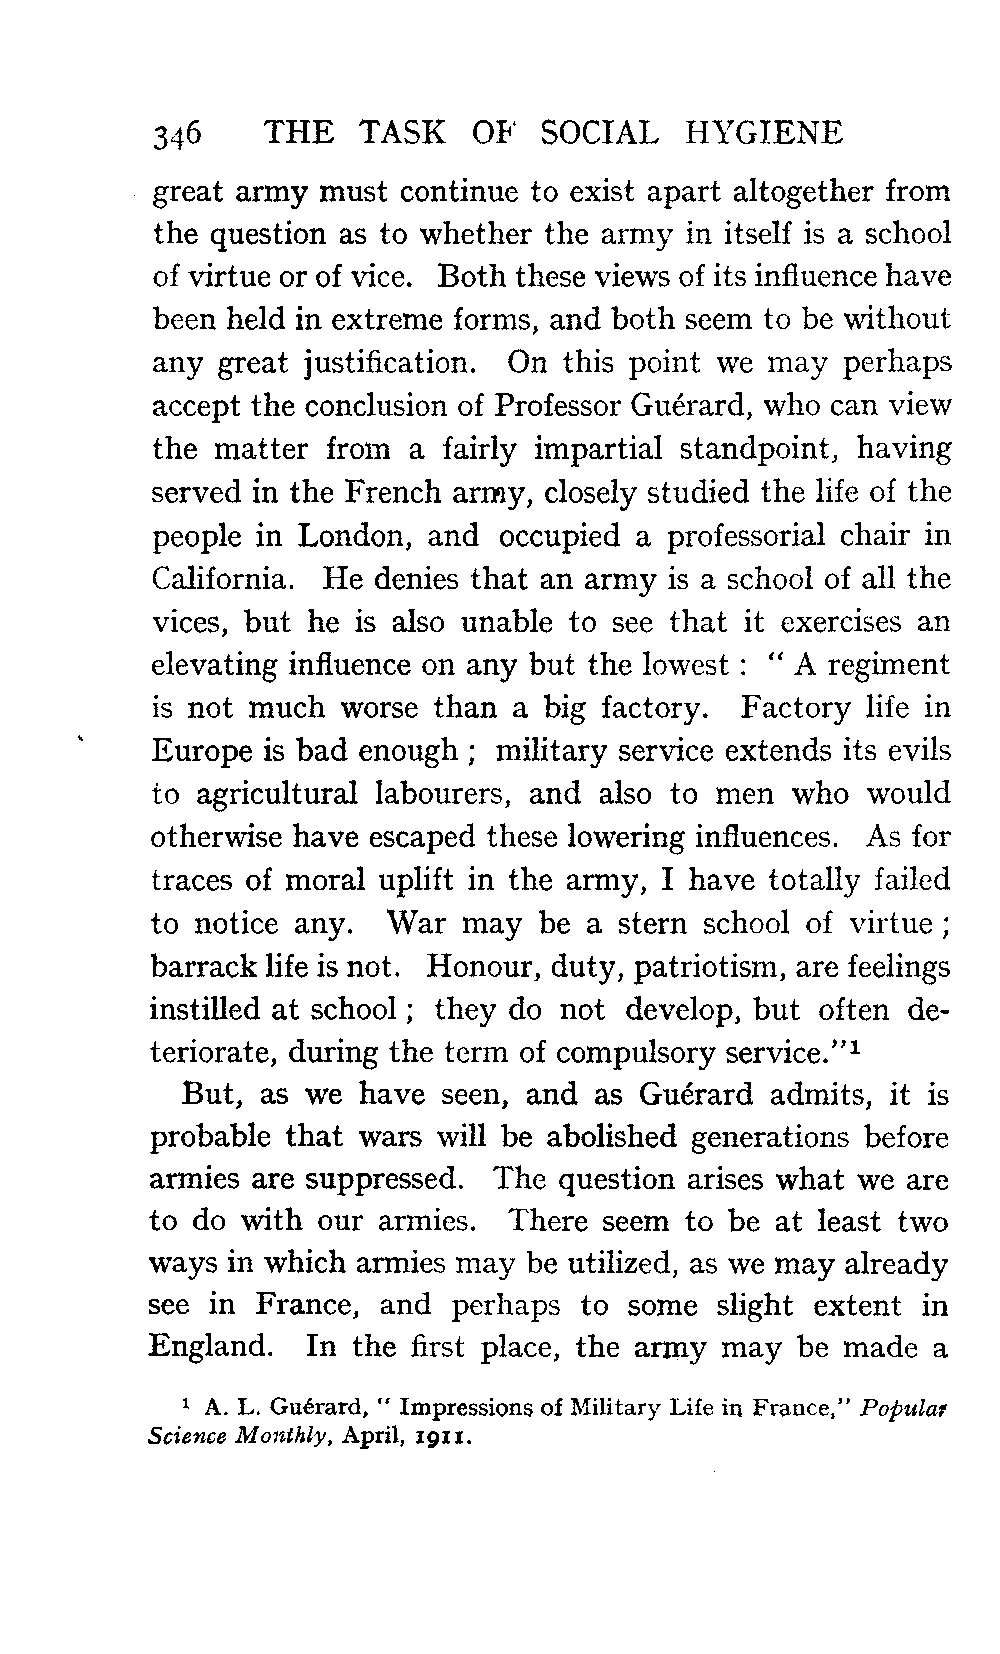 346 THE TASK OF SOCIAL HYGIENE
great army must continue to exist apart altogether from
the question as to whether the army in itself is a school
of virtue or of vice. Both these views of its influence have
been held in extreme forms, and both seem to be without
any great justification. On this point we may perhaps
accept the conclusion of Professor Guérard, who can view
the matter from a fairly impartial standpoint, having
served in the French army, closely studied the life of the
people in London, and occupied a professorial chair in
California. He denies that an army is a school of all the
vices, but he is also unable to see that it exercises an
elevating influence on any but the lowest : “ A regiment
is not much worse than a big factory. Factory life in
Europe is bad enough ; military service extends its evils
to agricultural labourers, and also to men who would
otherwise have escaped these lowering influences. As for
traces of moral uplift in the army, I have totally failed
to notice any. War may be a stern school of virtue ;
barrack life is not. Honour, duty, patriotism, are feelings
instilled at school ; they do not develop, but often de-
teriorate, during the term of compulsory service.”¹
But, as we have seen, and as Guérard admits, it is
probable that wars will be abolished generations before
armies are suppressed. The question arises what we are
to do with our armies. There seem to be at least two
ways in which armies may be utilized, as we may already
see in France, and perhaps to some slight extent in
England. In the first place, the army may be made a
¹ A. L. Guérard, “ Impressions of Military Life in France,” Popular
Science Monthly, April, 1911.